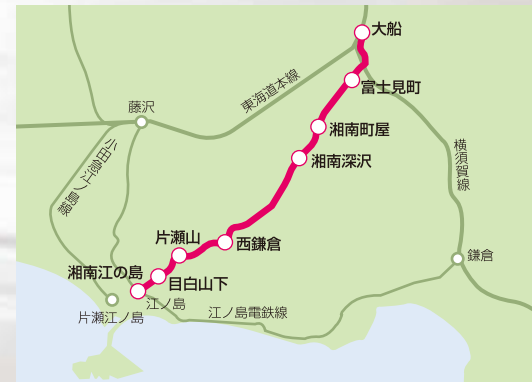 大船
富士見町
東海道本線
藤沢
湘南町屋
横須賀線
湘南深沢
小田急江ノ島線
片瀬山
西鎌倉
鎌倉
湘南江の島
目白山下
江ノ島
片瀬江ノ島
江ノ島電鉄線